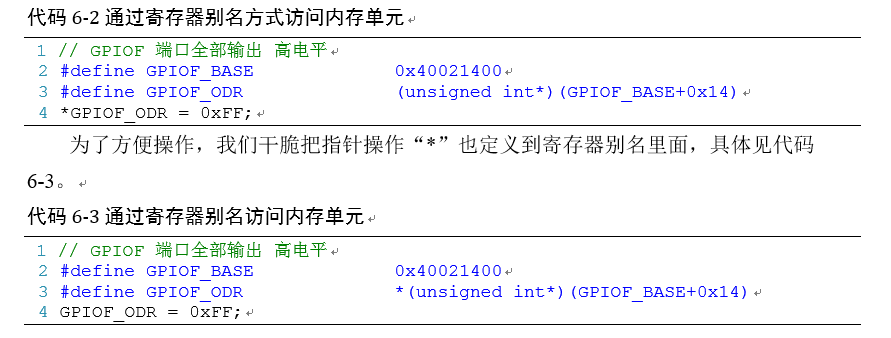 代码 6-2 通过寄存器别名方式访问内存单元
1 // GPIOF 端口全部输出 高电平
2 #define GPIOF_BASE 0x40021400
3 #define GPIOF_ODR (unsigned int*)(GPIOF_BASE+0x14)
4 *GPIOF_ODR = 0xFF;
为了方便操作，我们干脆把指针操作“*”也定义到寄存器别名里面，具体见代码
6-3。
代码 6-3 通过寄存器别名访问内存单元
1 // GPIOF 端口全部输出 高电平
2 #define GPIOF_BASE 0x40021400
3 #define GPIOF_ODR *(unsigned int*)(GPIOF_BASE+0x14)
4 GPIOF_ODR = 0xFF;